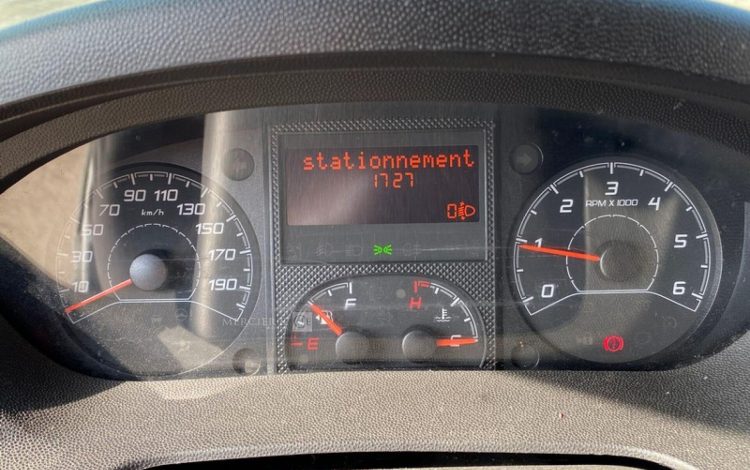 stationnement
1727
90 110
70 130
50 150
30 170
10 190
km/h
3
2 4
1 5
0 6
RPM X 1000
F
E
H
C
MERCIER